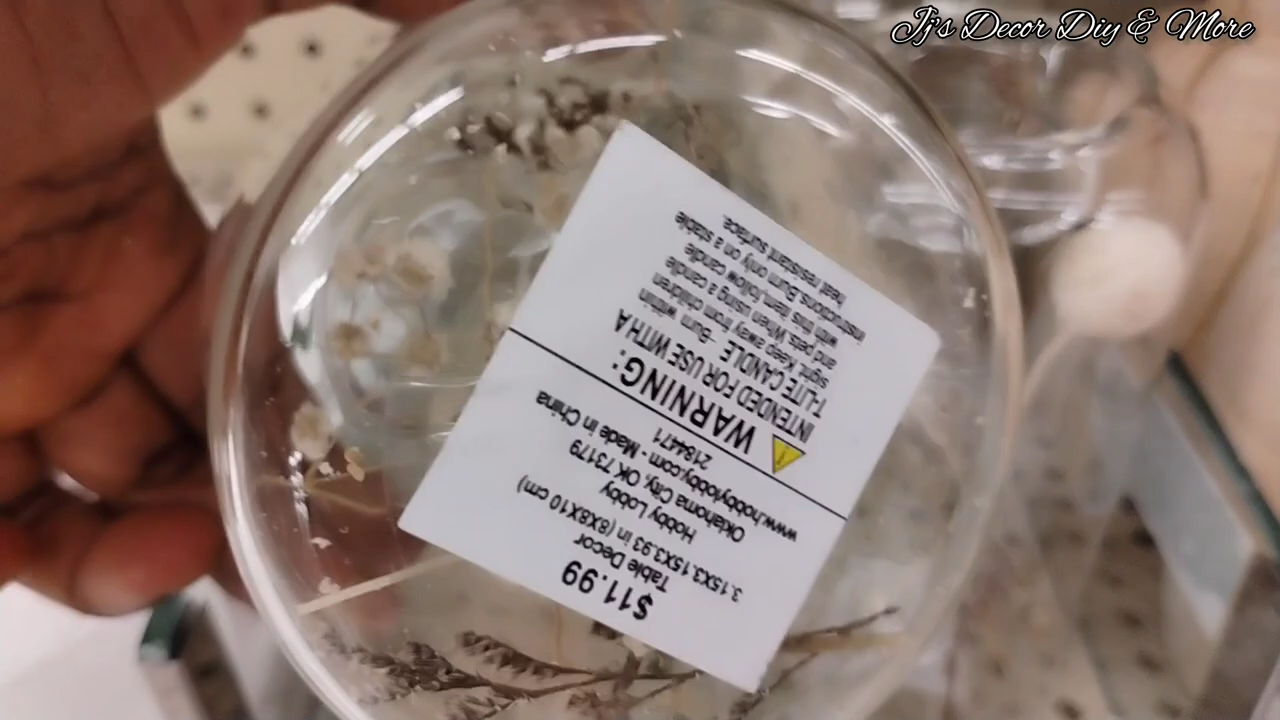 Jj's Decor Diy & More
$11.99
Table Decor
3.15X3.15X3.93 in (8X8X10 cm)
Hobby Lobby
Oklahoma City, OK 73179
www.hobbylobby.com · Made in China
2184471
WARNING:
INTENDED FOR USE WITH A
T-LITE CANDLE. Burn within
sight. Keep away from children
and pets. When using a candle
with this item, follow candle
instructions. Burn only on a stable
heat resistant surface.